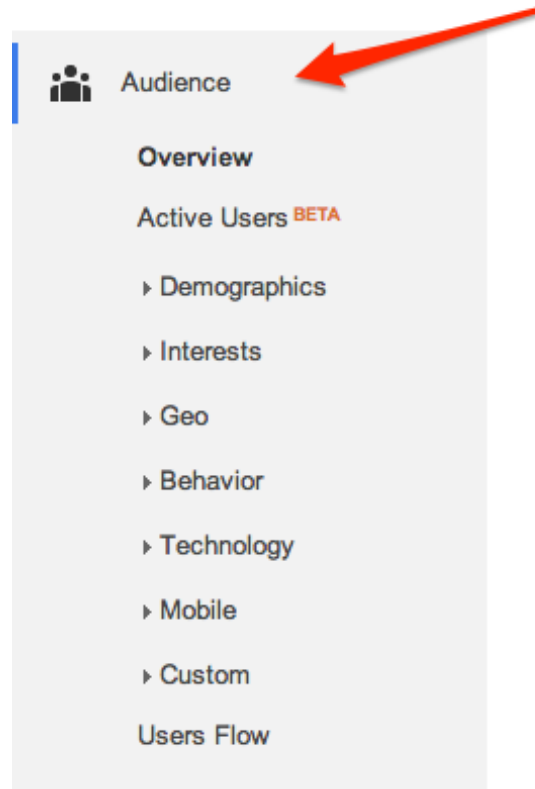 Audience
Overview
Active Users BETA
Demographics
Interests
Geo
Behavior
Technology
Mobile
Custom
Users Flow